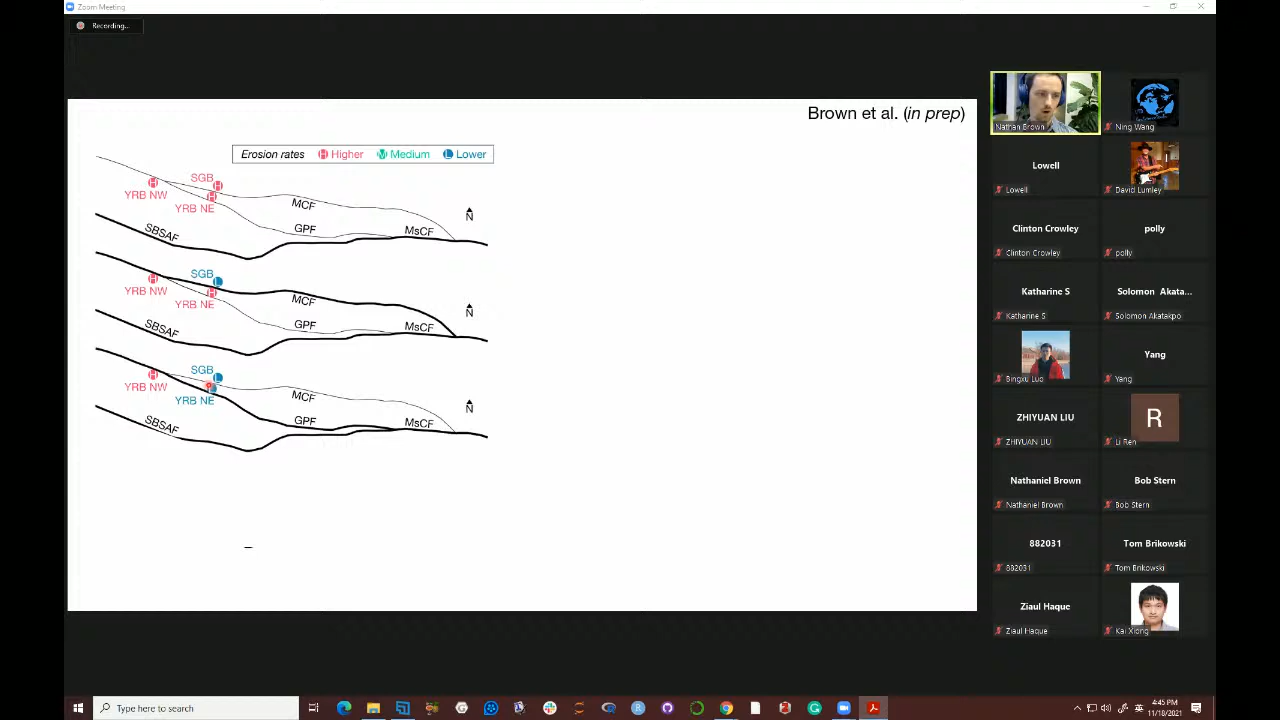 Zoom Meeting
Recording...
Brown et al. (in prep)
Erosion rates H Higher M Medium L Lower
SGB H
H
YRB NW
H
YRB NE
MCF
N
SBSAF
GPF
MsCF
SGB L
H
YRB NW
H
YRB NE
MCF
N
SBSAF
GPF
MsCF
SGB L
H
YRB NW
YRB NE
MCF
N
SBSAF
GPF
MsCF
Nathan Brown
Ning Wang
Lowell
Lowell
David Lumley
Clinton Crowley
polly
Clinton Crowley
polly
Katharine S
Solomon Akata...
Katharine S
Solomon Akatakpo
Yang
Bingxu Luo
Yang
ZHIYUAN LIU
R
ZHIYUAN LIU
Li Ren
Nathaniel Brown
Bob Stern
Nathaniel Brown
Bob Stern
882031
Tom Brikowski
882031
Tom Brikowski
Ziaul Haque
Ziaul Haque
Kai Xiong
Type here to search
4:45 PM
11/18/2021